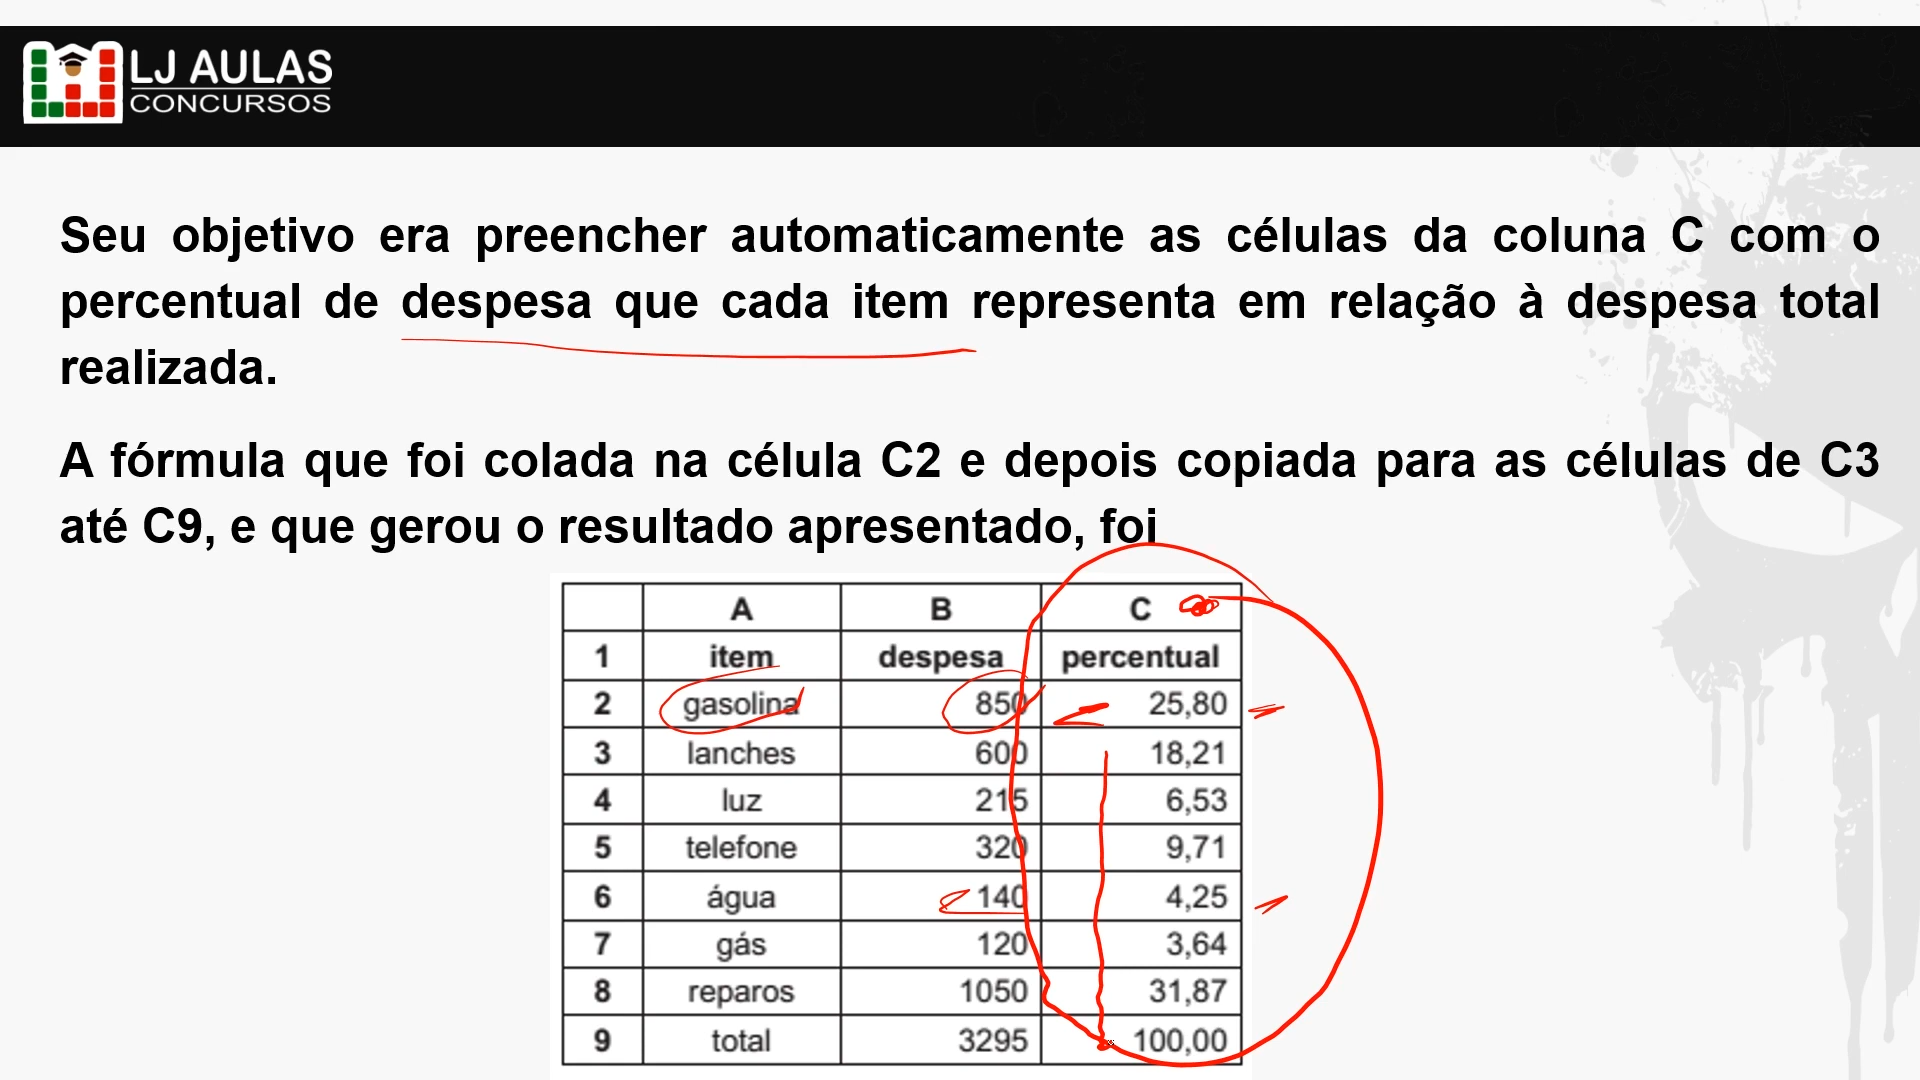 LJ AULAS
CONCURSOS
Seu objetivo era preencher automaticamente as células da coluna C com o
percentual de despesa que cada item representa em relação à despesa total
realizada.
A fórmula que foi colada na célula C2 e depois copiada para as células de C3
até C9, e que gerou o resultado apresentado, foi
A B C
1 item despesa percentual
2 gasolina 850 25,80
3 lanches 600 18,21
4 luz 215 6,53
5 telefone 320 9,71
6 água 140 4,25
7 gás 120 3,64
8 reparos 1050 31,87
9 total 3295 100,00